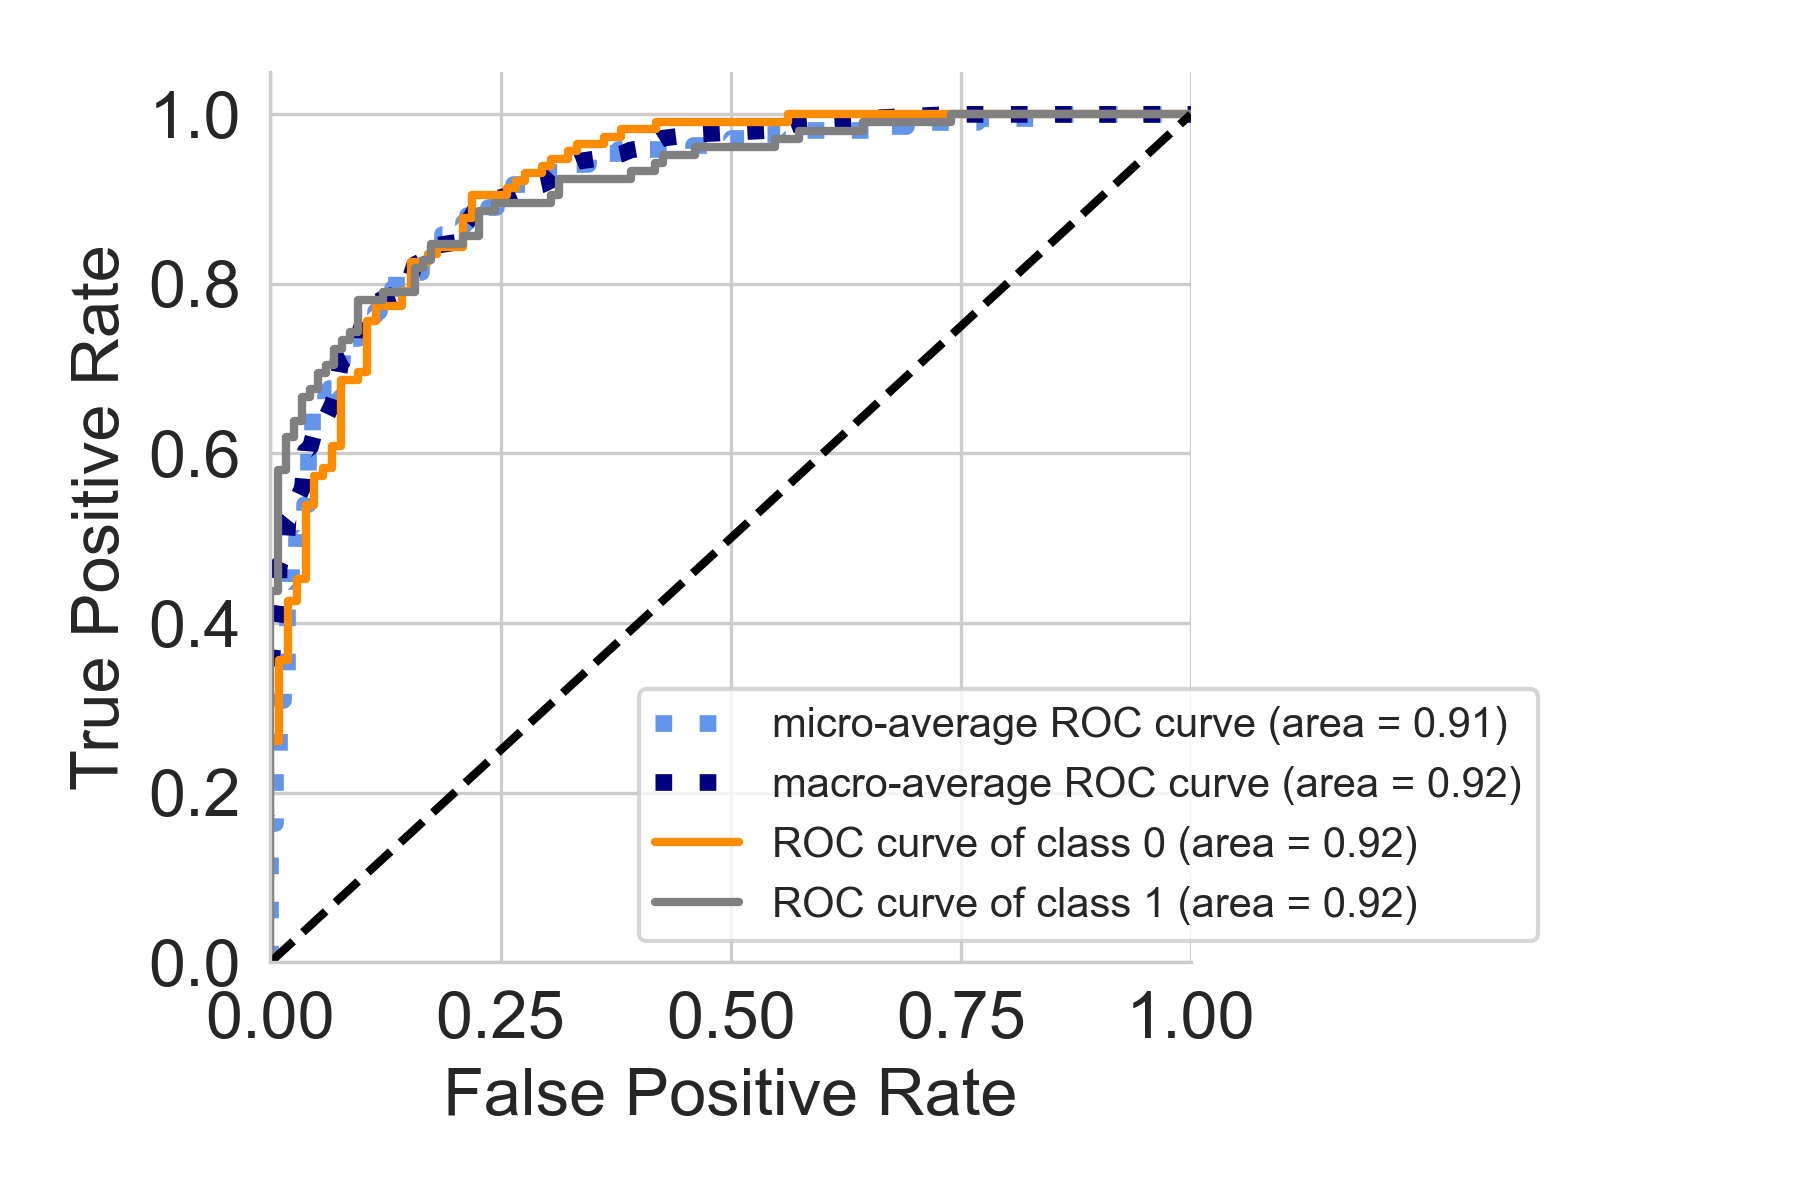 True Positive Rate
1.0
0.8
0.6
0.4
0.2
0.0
0.00 0.25 0.50 0.75 1.00
False Positive Rate
micro-average ROC curve (area = 0.91)
macro-average ROC curve (area = 0.92)
ROC curve of class 0 (area = 0.92)
ROC curve of class 1 (area = 0.92)